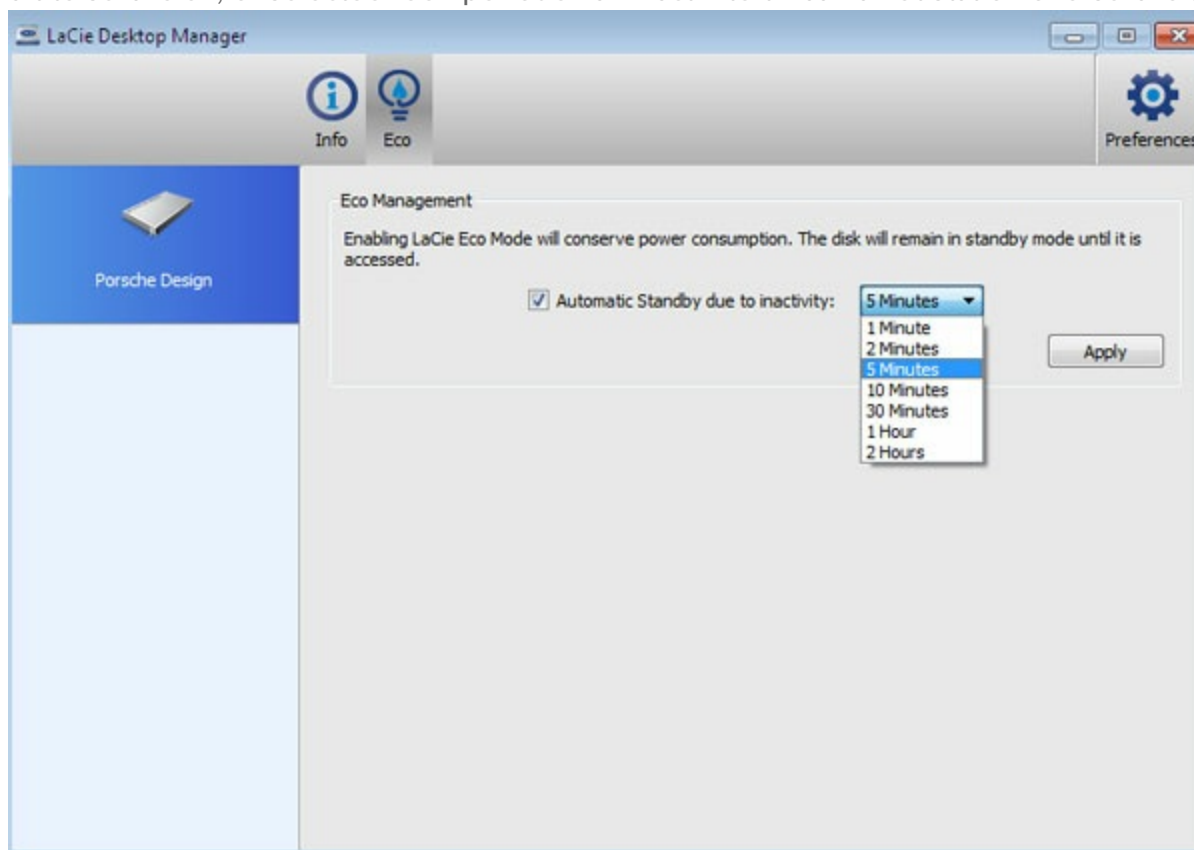 LaCie Desktop Manager
Info
Eco
Preferences
Porsche Design
Eco Management
Enabling LaCie Eco Mode will conserve power consumption. The disk will remain in standby mode until it is
accessed.
Automatic Standby due to inactivity: 5 Minutes
1 Minute
2 Minutes
5 Minutes
10 Minutes
30 Minutes
1 Hour
2 Hours
Apply